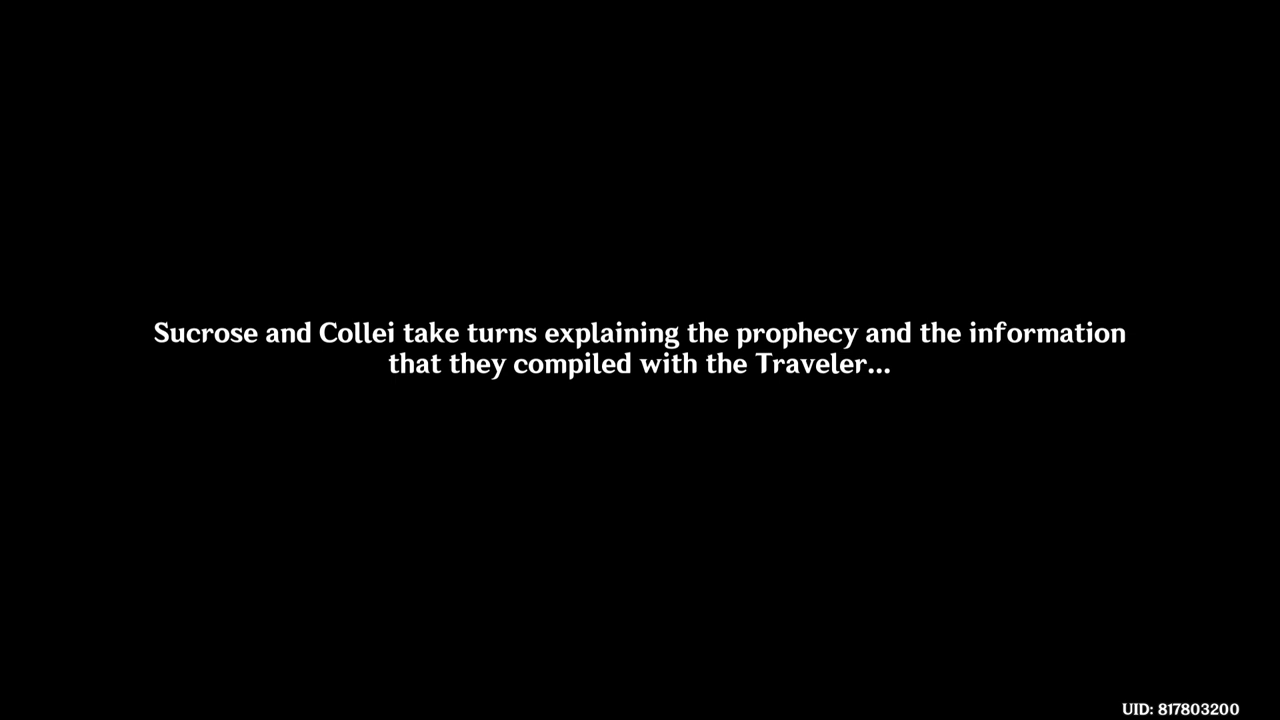 Sucrose and Collei take turns explaining the prophecy and the information
that they compiled with the Traveler...
UID: 817803200